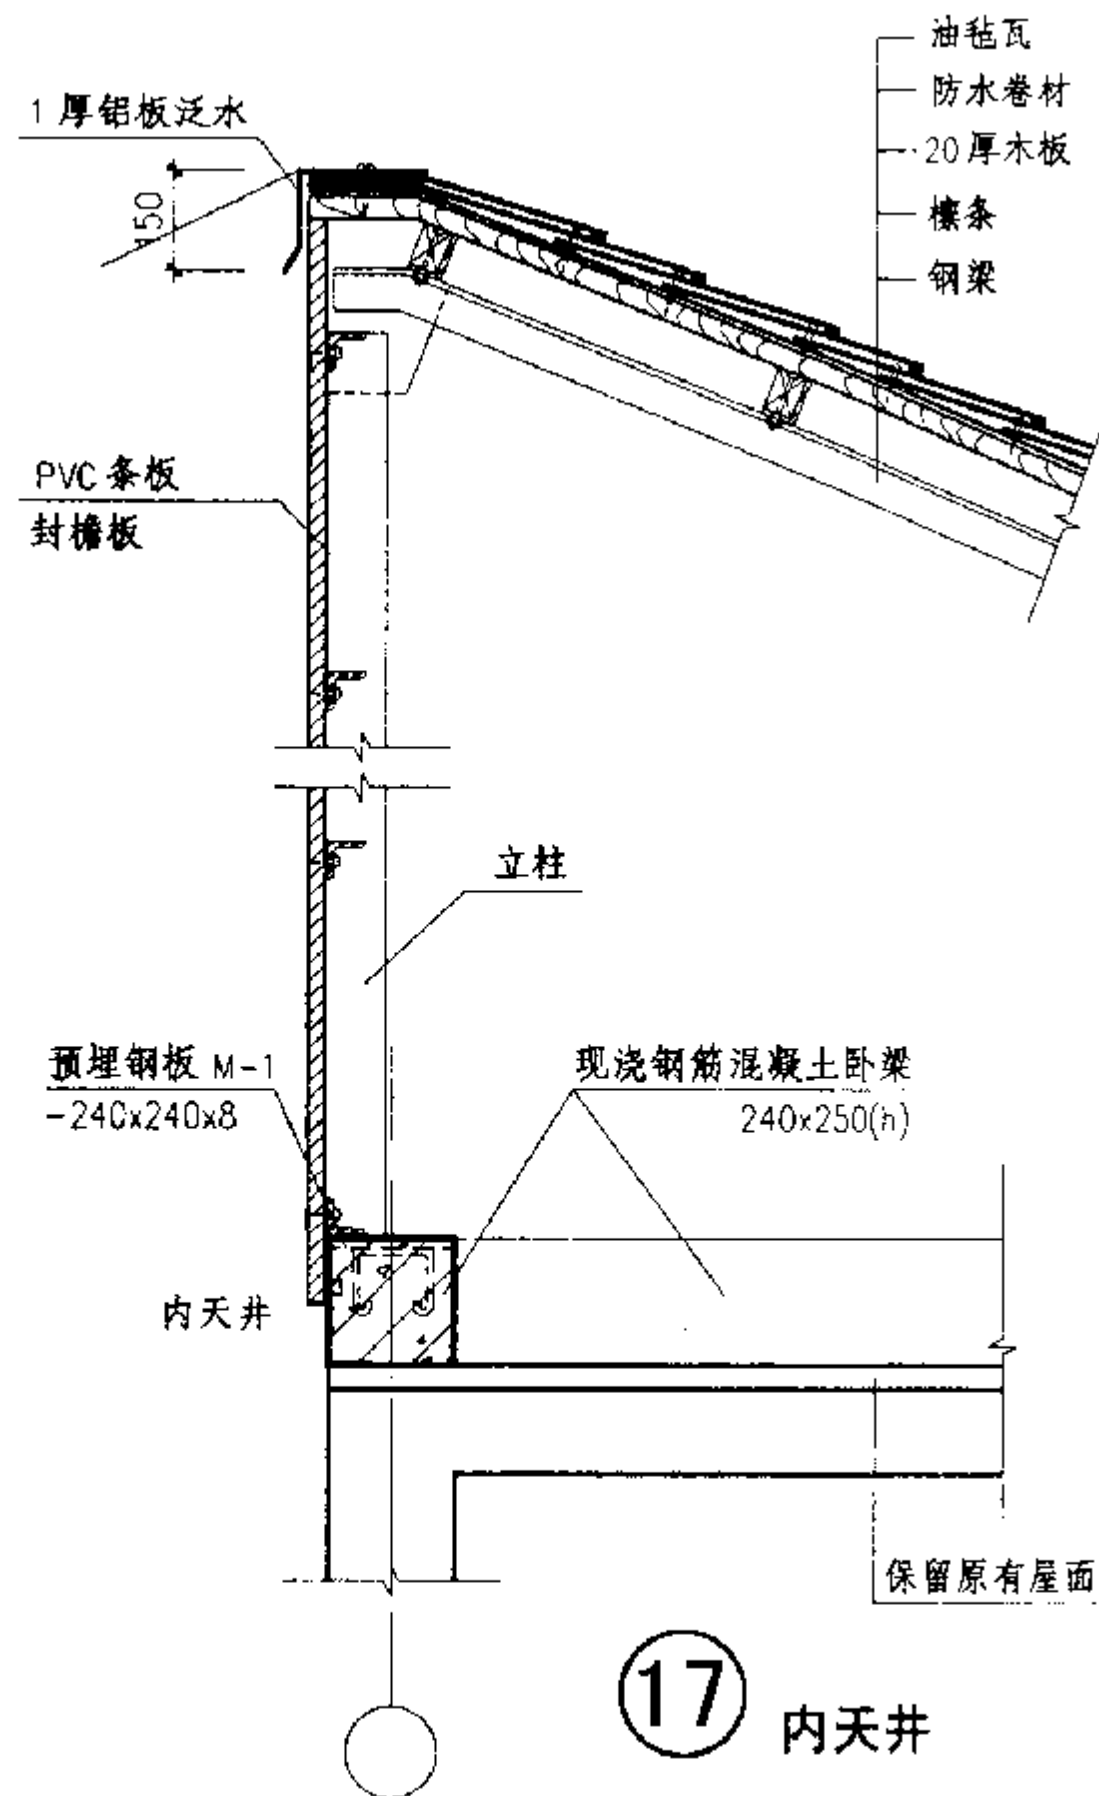 油毡瓦
防水卷材
20厚木板
檩条
钢梁
1厚铝板泛水
150
PVC条板
封檐板
立柱
预埋钢板 M-1
-240x240x8
现浇钢筋混凝土卧梁
240x250(h)
内天井
保留原有屋面
17 内天井